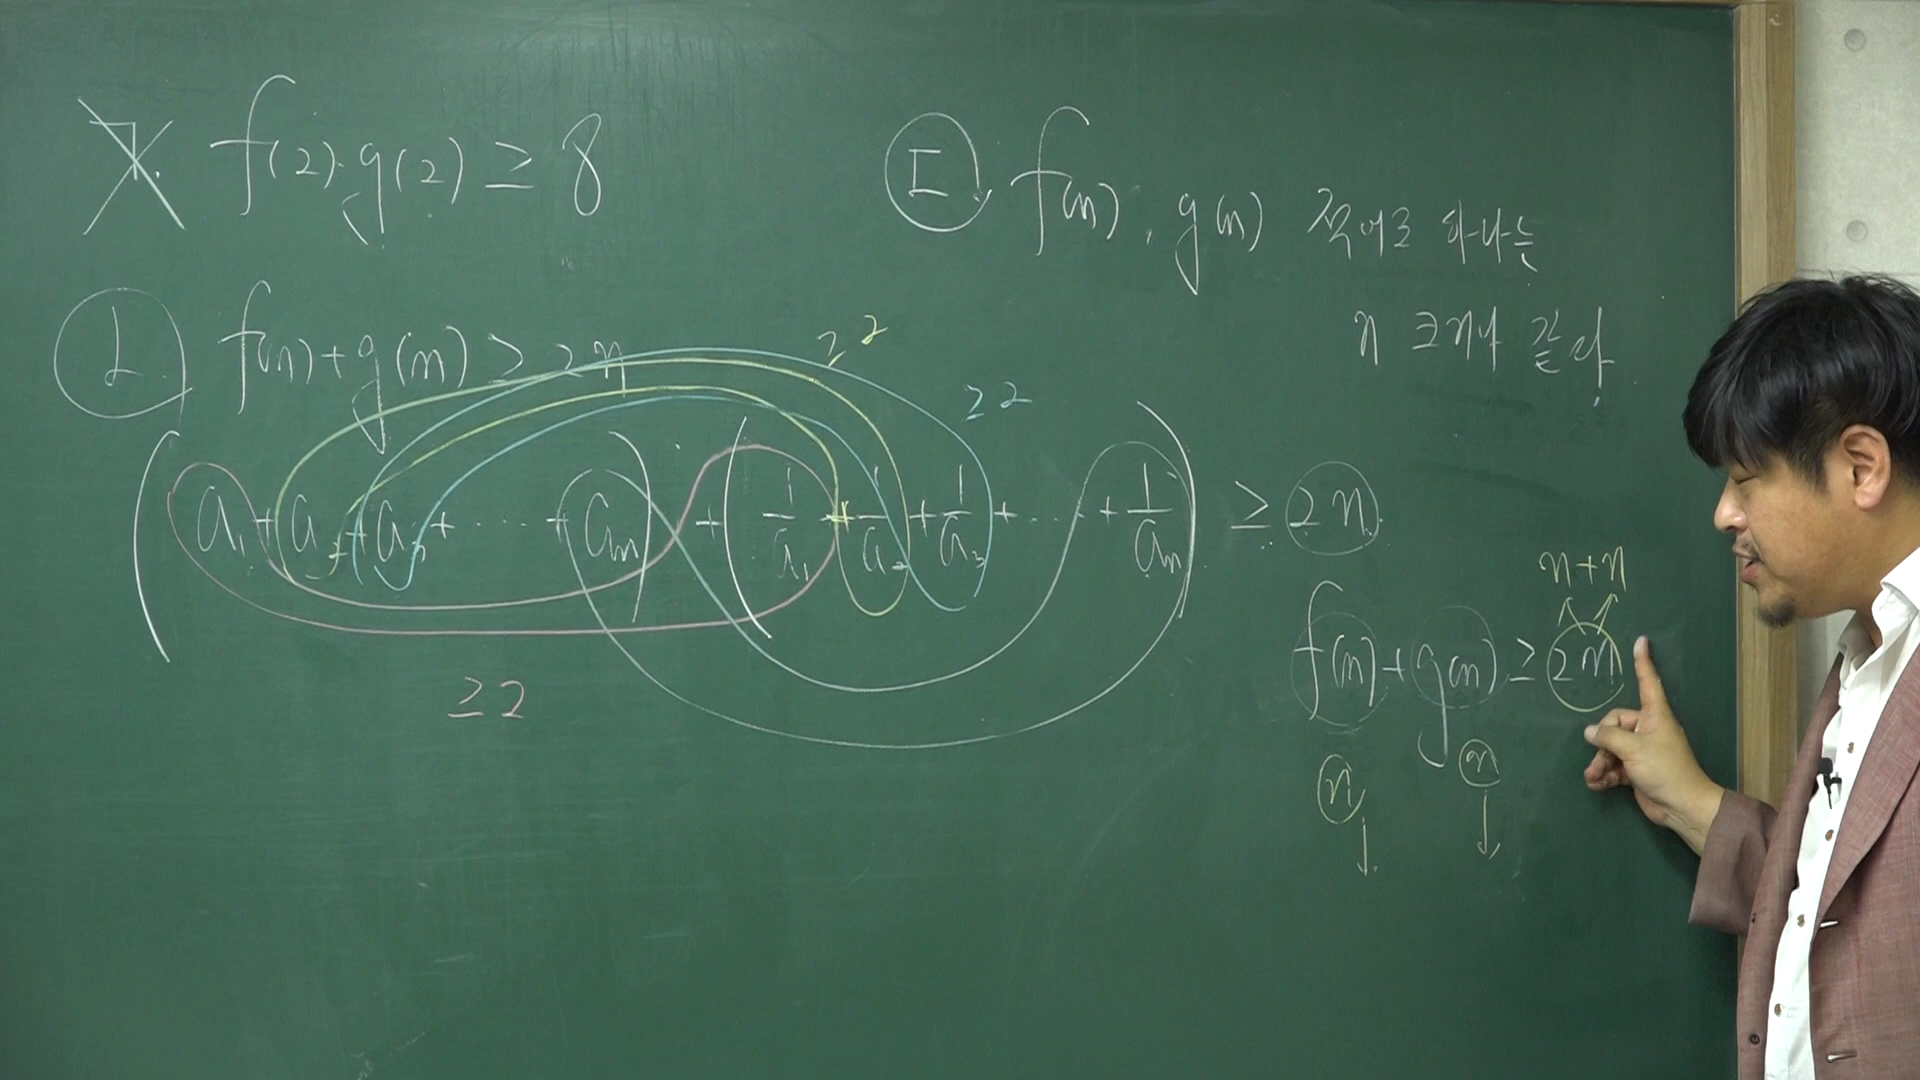 ㄱ. f(2)·g(2) ≥ 8
ㄴ. f(n)+g(n) ≥ 2n
≥2
≥2
(a₁+a₂+a₃+ ····· +aₙ) + (1/a₁ + 1/a₂ + 1/a₃ + ··· + 1/aₙ) ≥ 2n
≥2
ㄷ. f(n), g(n) 적어도 하나는
n 크거나 같다.
n+n
f(n)+g(n) ≥ 2n
n n